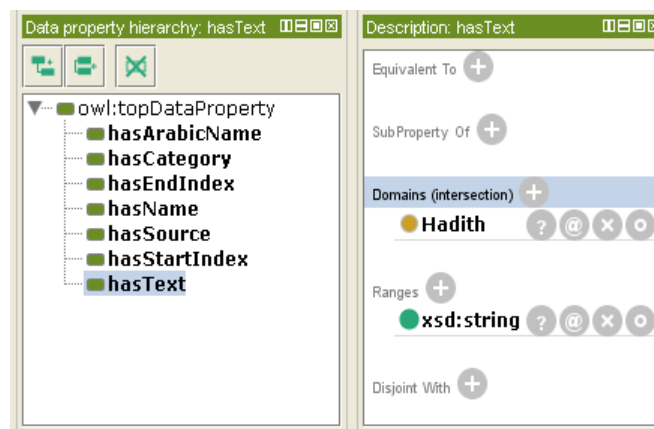 Data property hierarchy: hasText
owl:topDataProperty
hasArabicName
hasCategory
hasEndIndex
hasName
hasSource
hasStartIndex
hasText
Description: hasText
Equivalent To
SubProperty Of
Domains (intersection)
Hadith
Ranges
xsd:string
Disjoint With